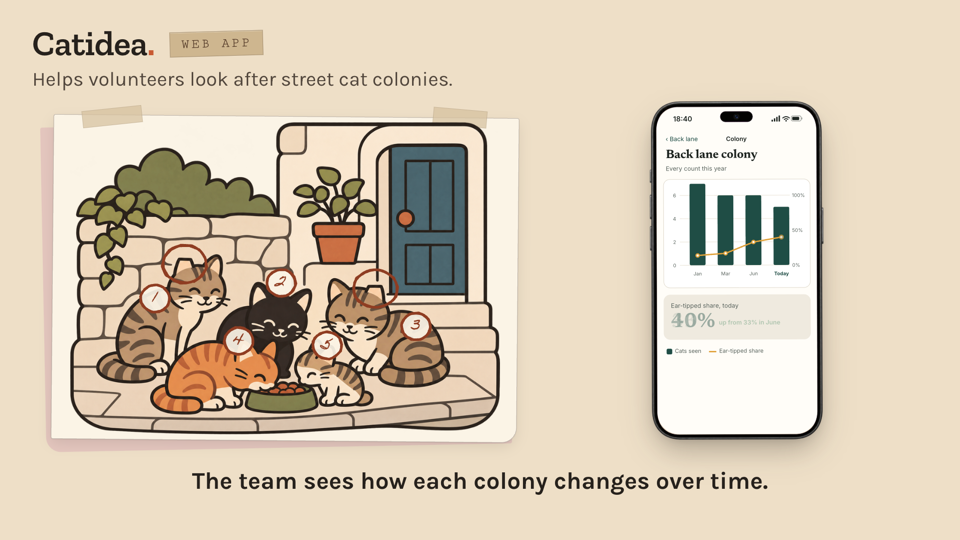 Catidea.
WEB APP
Helps volunteers look after street cat colonies.
1
2
3
4
5
18:40
‹ Back lane
Colony
Back lane colony
Every count this year
6
4
2
0
100%
50%
0%
Jan
Mar
Jun
Today
Ear-tipped share, today
40%
up from 33% in June
Cats seen
Ear-tipped share
The team sees how each colony changes over time.